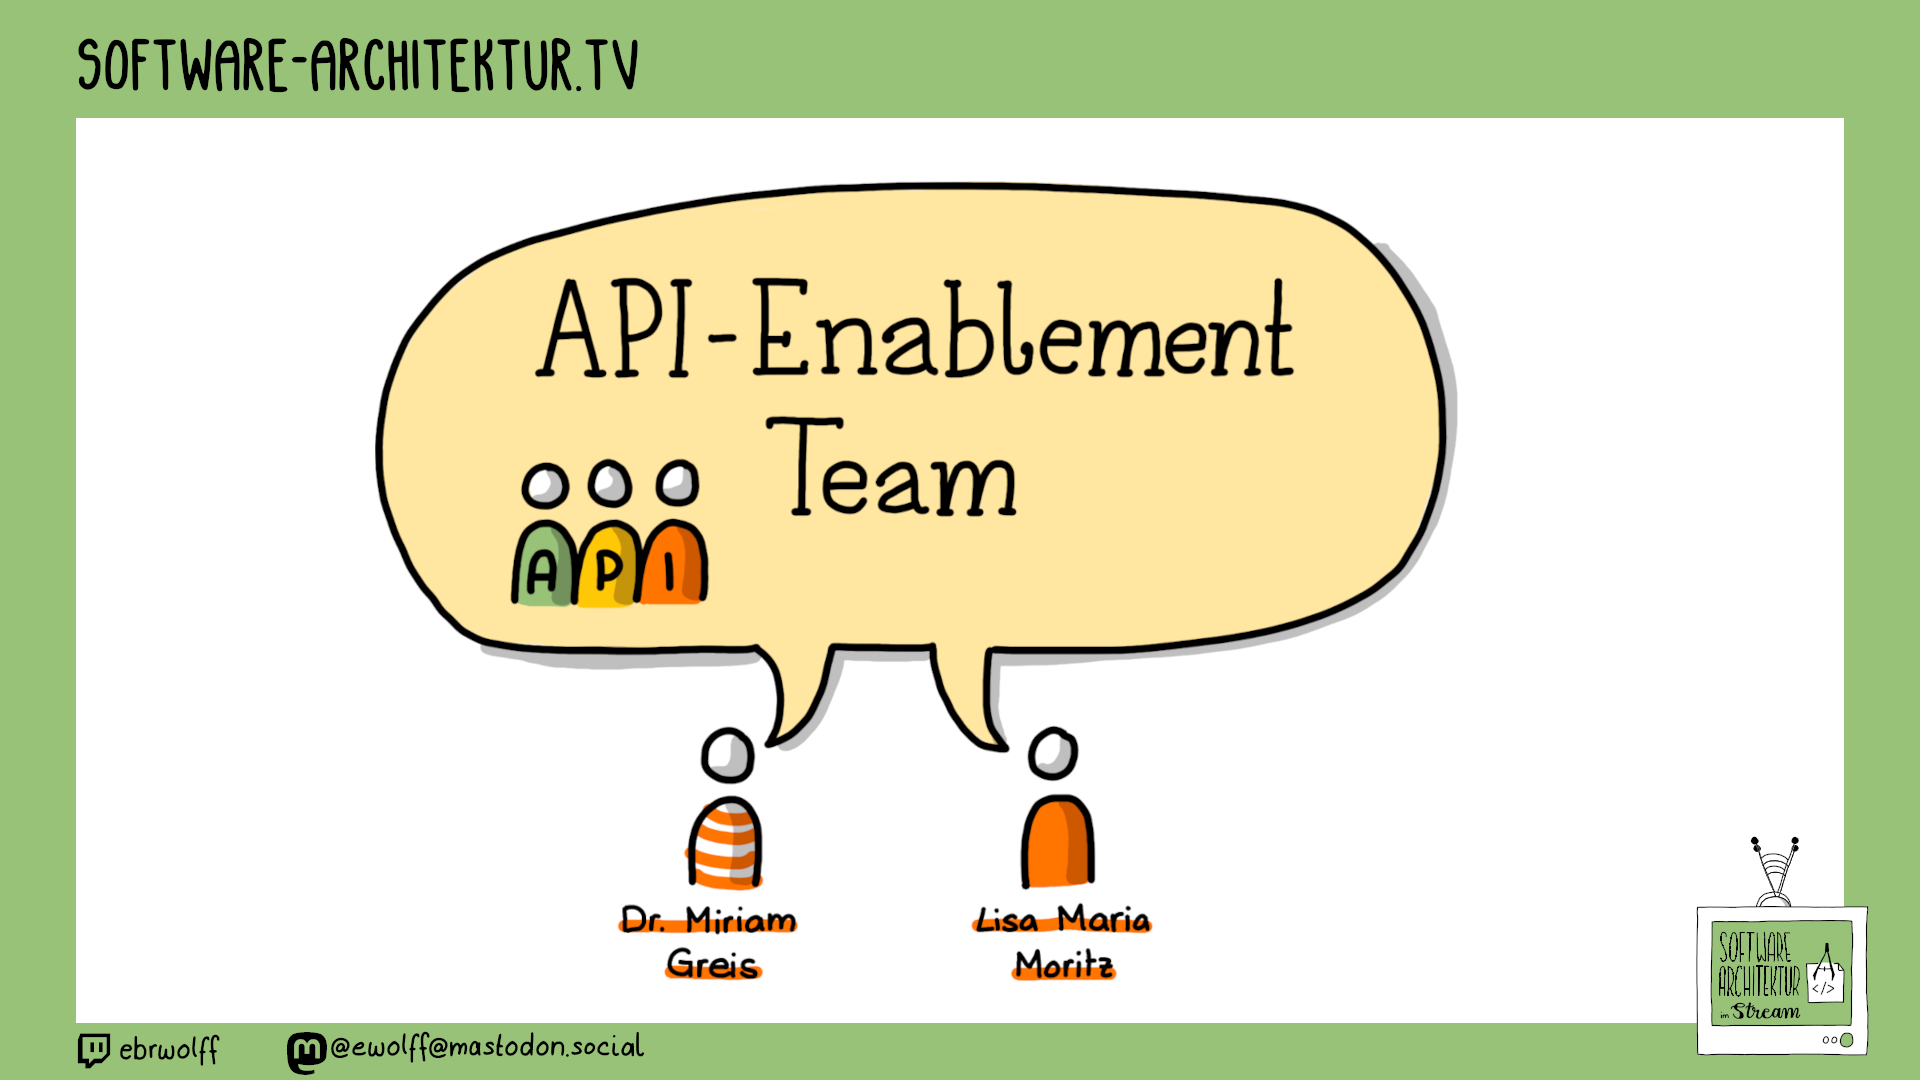 SOFTWARE-ARCHITEKTUR.TV
API-Enablement
Team
A P I
Dr. Miriam
Greis
Lisa Maria
Moritz
SOFTWARE
ARCHITEKTUR
</>
im Stream
ebrwolff
@ewolff@mastodon.social